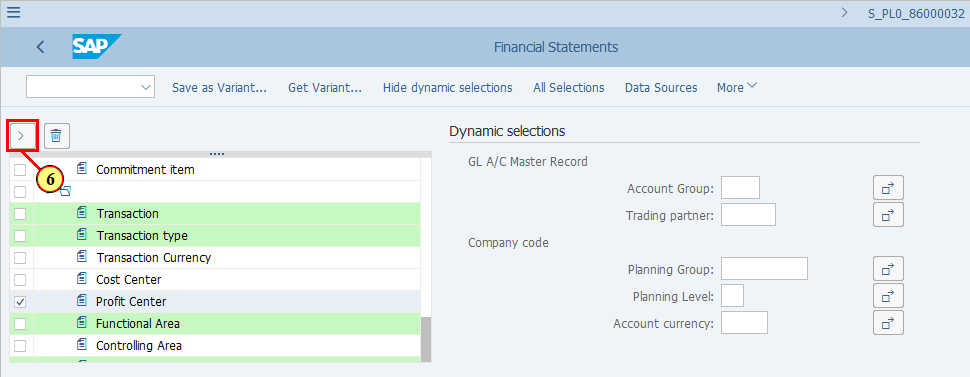 S_PL0_86000032
SAP
Financial Statements
Save as Variant... Get Variant... Hide dynamic selections All Selections Data Sources More
Dynamic selections
GL A/C Master Record
Commitment item
6
Account Group:
Transaction
Trading partner:
Transaction type
Company code
Transaction Currency
Planning Group:
Cost Center
Planning Level:
Profit Center
Account currency:
Functional Area
Controlling Area